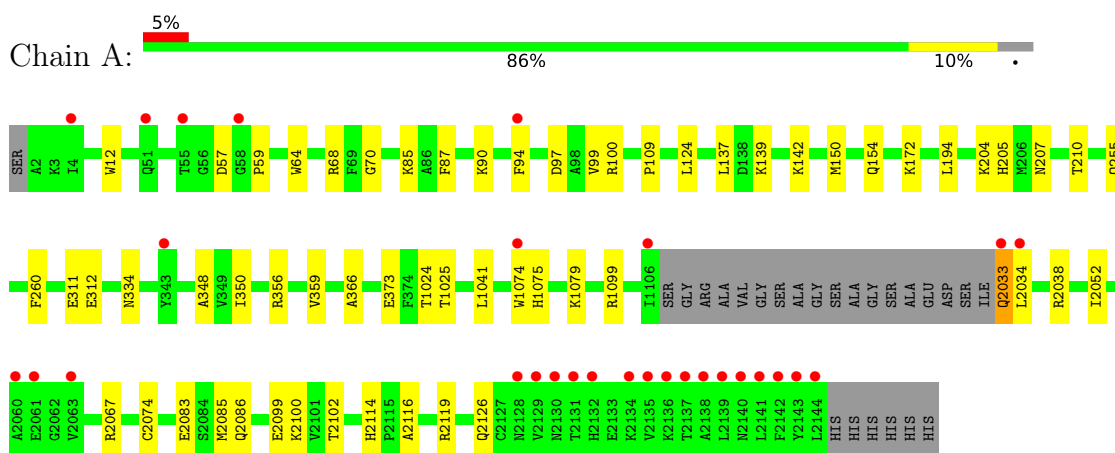 5%
Chain A:
86% 10% •
SER A2 K3 I4 W12 Q51 T55 G56 D57 G58 P59 W64 R68 F69 G70 K85 A86 F87 K90 F94 D97 A98 V99 R100 P109 L124 L137 D138 K139 K142 M150 Q154 K172 L194 K204 H205 M206 N207 T210
F260 E311 E312 N334 Y343 A348 V349 I350 R356 V359 A366 E373 F374 T1024 T1025 L1041 W1074 H1075 K1079 R1099 I1106 SER GLY ARG ALA VAL GLY SER ALA GLY SER ALA GLY SER ALA GLU ASP SER ILE Q2033 L2034 R2038 I2052
A2060 E2061 G2062 V2063 R2067 C2074 E2083 S2084 M2085 Q2086 E2099 K2100 V2101 T2102 H2114 P2115 A2116 R2119 Q2126 C2127 N2128 V2129 N2130 T2131 H2132 E2133 K2134 V2135 K2136 T2137 A2138 L2139 N2140 L2141 F2142 Y2143 L2144 HIS HIS HIS HIS HIS HIS